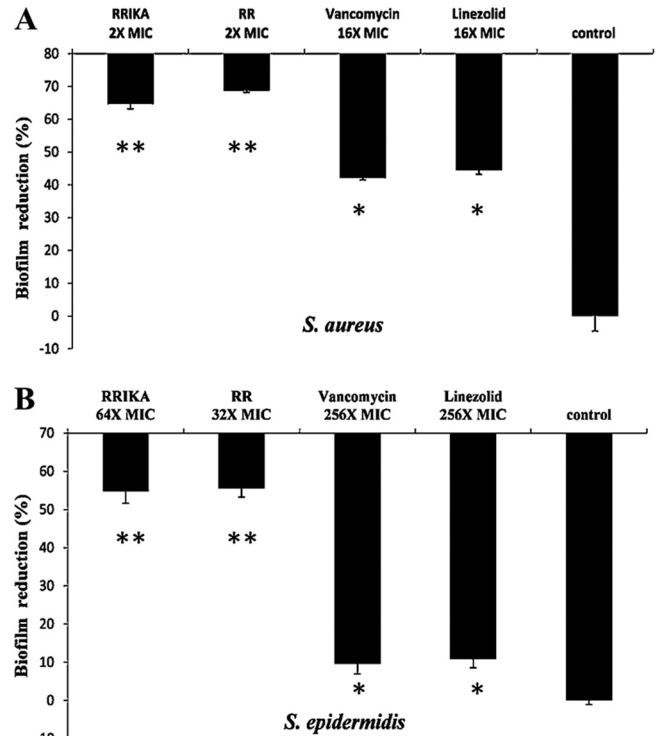 A
RRIKA RR Vancomycin Linezolid
2X MIC 2X MIC 16X MIC 16X MIC control
80
70
60
50
40
30
20
10
0
-10
Biofilm reduction (%)
** ** * *
S. aureus
B
RRIKA RR Vancomycin Linezolid
64X MIC 32X MIC 256X MIC 256X MIC control
70
60
50
40
30
20
10
0
Biofilm reduction (%)
** ** * *
S. epidermidis